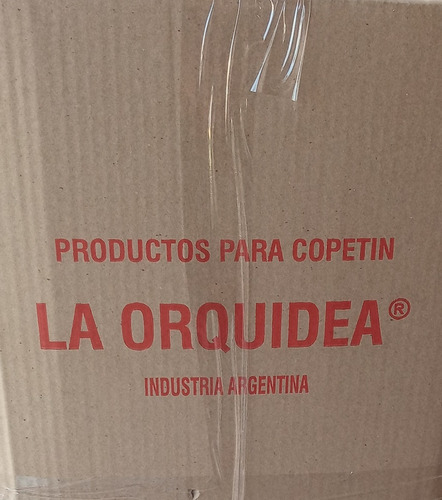 PRODUCTOS PARA COPETIN
LA ORQUIDEA®
INDUSTRIA ARGENTINA